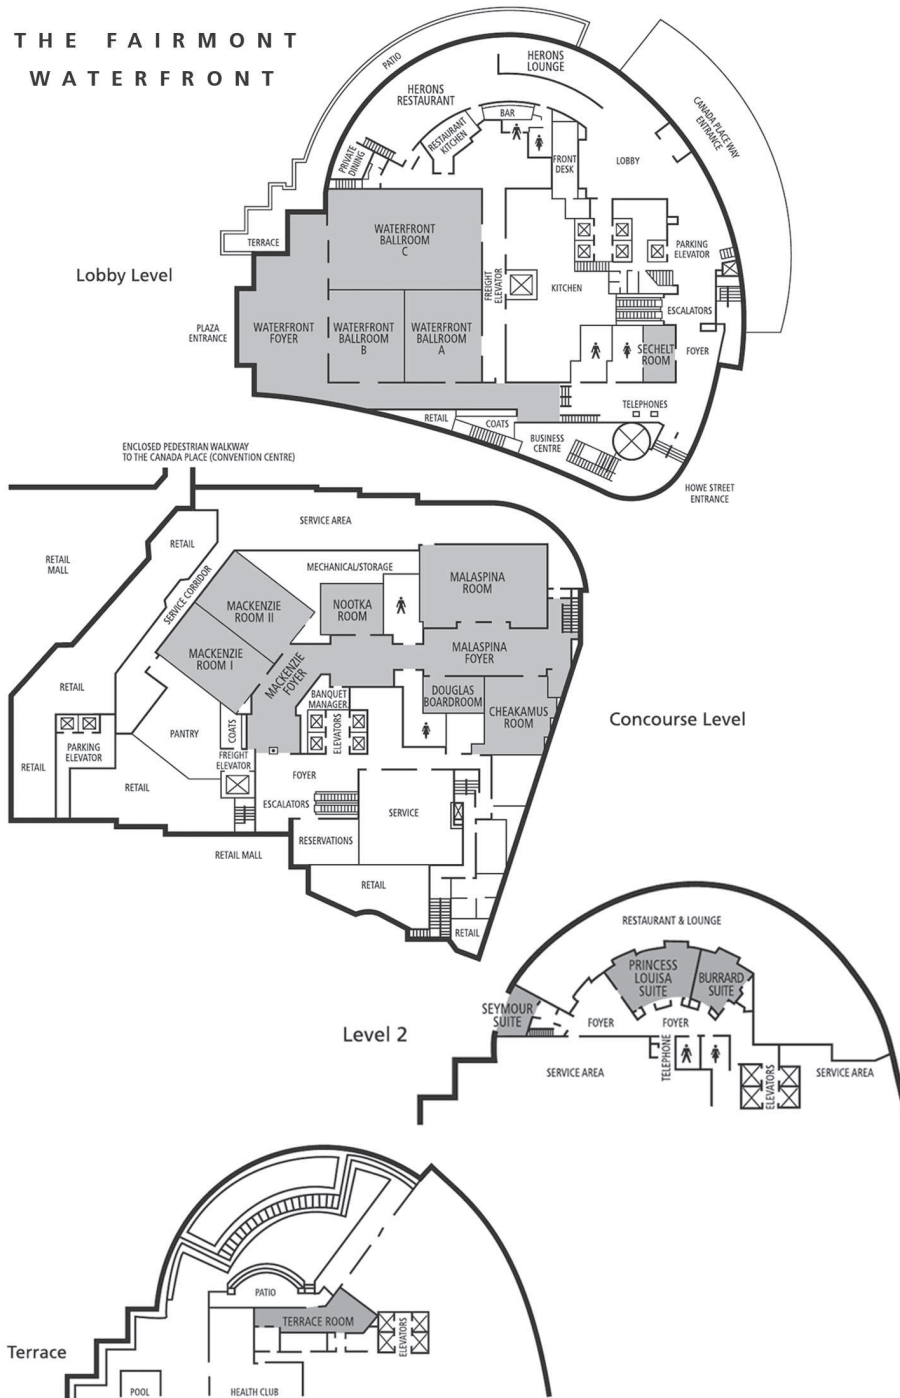 THE FAIRMONT
WATERFRONT
PATIO
HERONS
LOUNGE
HERONS
RESTAURANT
CANADA PLACE WAY
ENTRANCE
BAR
RESTAURANT
KITCHEN
PRIVATE
DINING
FRONT
DESK
LOBBY
TERRACE
WATERFRONT
BALLROOM
C
PARKING
ELEVATOR
Lobby Level
FREIGHT
ELEVATOR
KITCHEN
ESCALATORS
PLAZA
ENTRANCE
WATERFRONT
FOYER
WATERFRONT
BALLROOM
B
WATERFRONT
BALLROOM
A
SECHELT
ROOM
FOYER
TELEPHONES
RETAIL
COATS
BUSINESS
CENTRE
HOWE STREET
ENTRANCE
ENCLOSED PEDESTRIAN WALKWAY
TO THE CANADA PLACE (CONVENTION CENTRE)
SERVICE AREA
RETAIL
RETAIL
MALL
MECHANICAL/STORAGE
SERVICE CORRIDOR
MALASPINA
ROOM
MACKENZIE
ROOM II
NOOTKA
ROOM
MACKENZIE
ROOM I
MALASPINA
FOYER
MACKENZIE
FOYER
RETAIL
BANQUET
MANAGER
DOUGLAS
BOARDROOM
CHEAKAMUS
ROOM
Concourse Level
PANTRY
COATS
ELEVATORS
PARKING
ELEVATOR
FREIGHT
ELEVATOR
RETAIL
RETAIL
FOYER
ESCALATORS
SERVICE
RESERVATIONS
RETAIL MALL
RETAIL
RETAIL
RESTAURANT & LOUNGE
PRINCESS
LOUISA
SUITE
BURRARD
SUITE
SEYMOUR
SUITE
FOYER
FOYER
Level 2
TELEPHONE
SERVICE AREA
ELEVATORS
SERVICE AREA
PATIO
TERRACE ROOM
ELEVATORS
Terrace
POOL
HEALTH CLUB